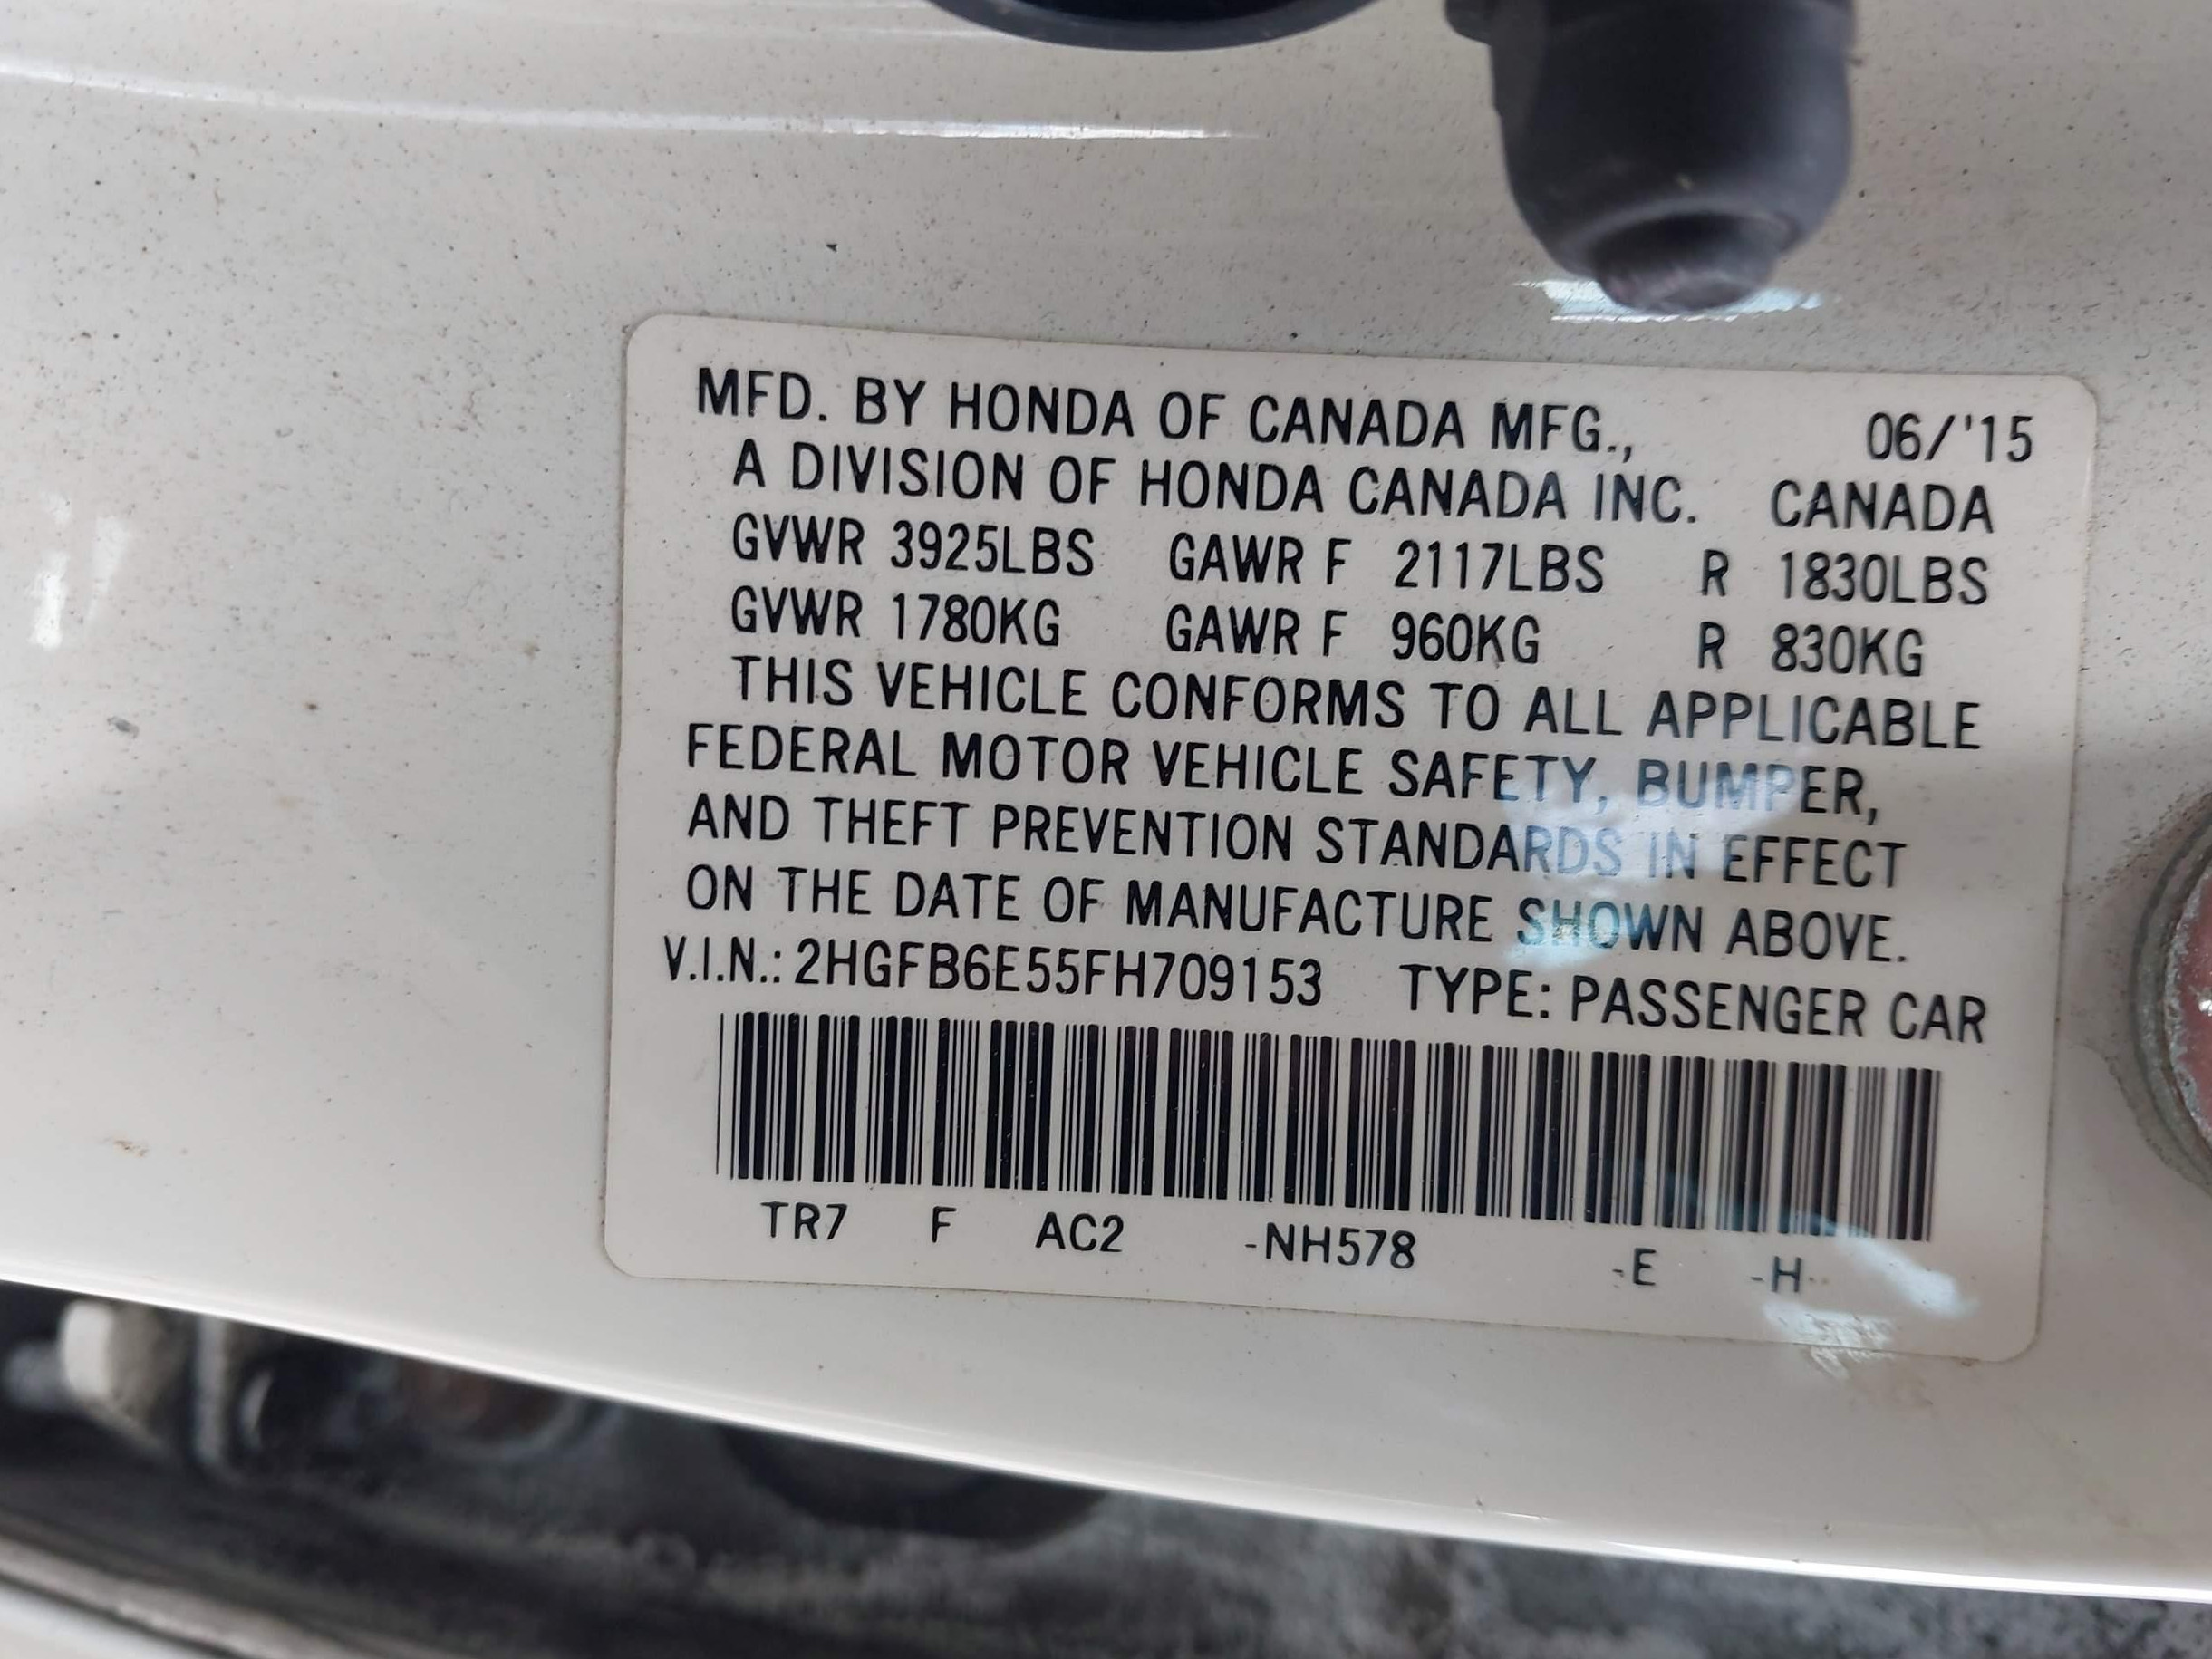 MFD. BY HONDA OF CANADA MFG., 06/'15
A DIVISION OF HONDA CANADA INC. CANADA
GVWR 3925LBS GAWR F 2117LBS R 1830LBS
GVWR 1780KG GAWR F 960KG R 830KG
THIS VEHICLE CONFORMS TO ALL APPLICABLE
FEDERAL MOTOR VEHICLE SAFETY, BUMPER,
AND THEFT PREVENTION STANDARDS IN EFFECT
ON THE DATE OF MANUFACTURE SHOWN ABOVE.
V.I.N.: 2HGFB6E55FH709153 TYPE: PASSENGER CAR
TR7 F AC2 -NH578 -E -H